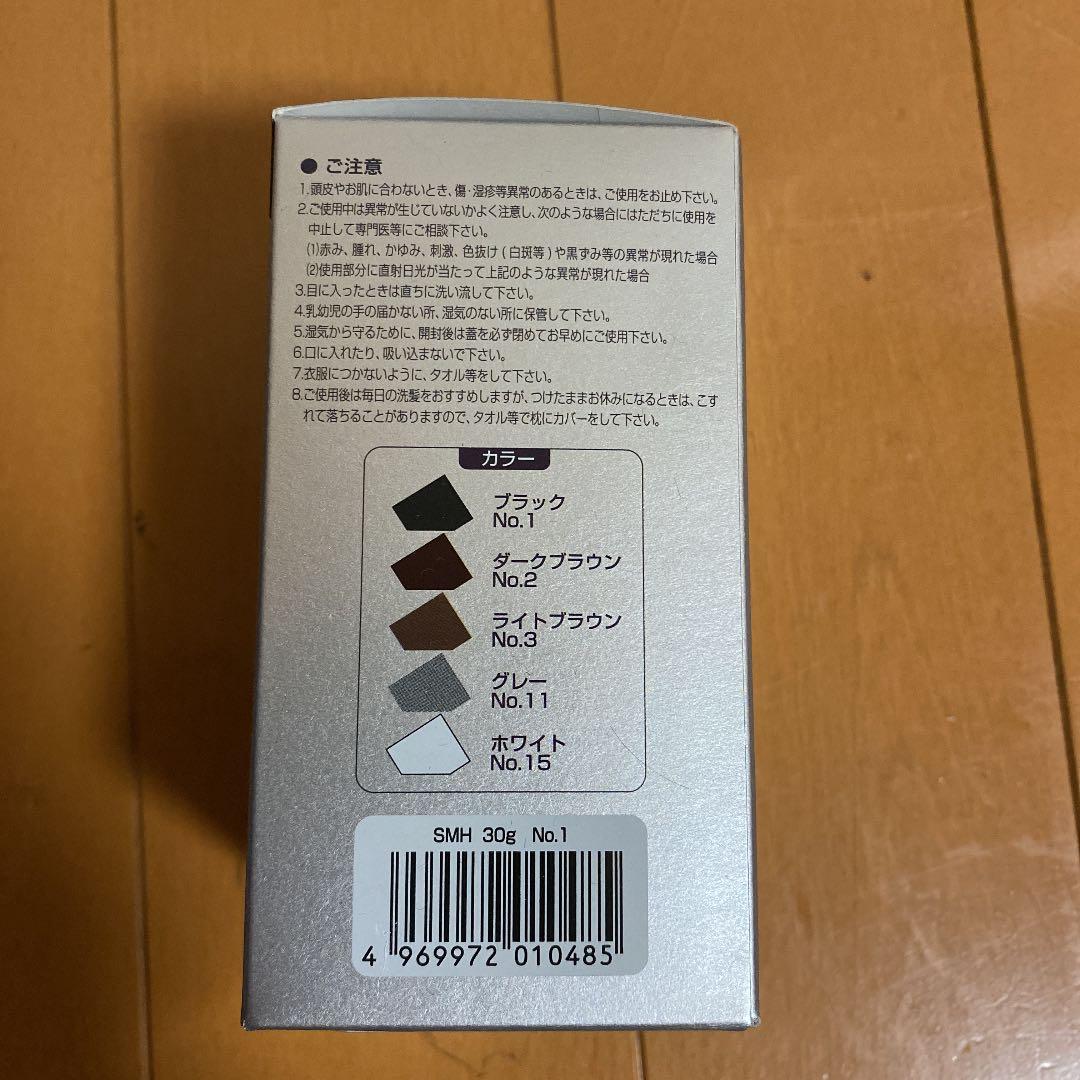 ● ご注意
1.頭皮やお肌に合わないとき、傷・湿疹等異常のあるときは、ご使用をお止め下さい。
2.ご使用中は異常が生じていないかよく注意し、次のような場合にはただちに使用を
中止して専門医等にご相談下さい。
(1)赤み、腫れ、かゆみ、刺激、色抜け(白斑等)や黒ずみ等の異常が現れた場合
(2)使用部分に直射日光が当たって上記のような異常が現れた場合
3.目に入ったときは直ちに洗い流して下さい。
4.乳幼児の手の届かない所、湿気のない所に保管して下さい。
5.湿気から守るために、開封後は蓋を必ず閉めてお早めにご使用下さい。
6.口に入れたり、吸い込まないで下さい。
7.衣服につかないように、タオル等をして下さい。
8.ご使用後は毎日の洗髪をおすすめしますが、つけたままお休みになるときは、こす
れて落ちることがありますので、タオル等で枕にカバーをして下さい。
カラー
ブラック
No.1
ダークブラウン
No.2
ライトブラウン
No.3
グレー
No.11
ホワイト
No.15
SMH 30g No.1
4 969972 010485